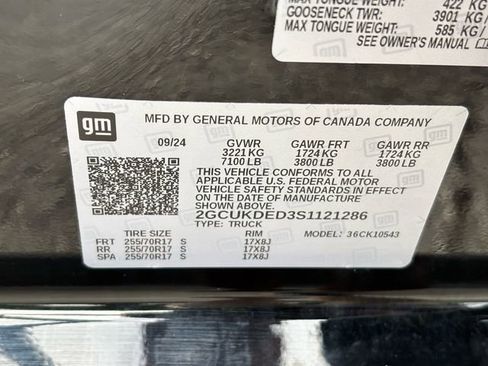 MAX TONGUE WEIGHT: 422 KG
GOOSENECK TWR: 3901 KG/
MAX TONGUE WEIGHT: 585 KG/
SEE OWNER'S MANUAL
gm
MFD BY GENERAL MOTORS OF CANADA COMPANY
09/24 GVWR GAWR FRT GAWR RR
3221 KG 1724 KG 1724 KG
7100 LB 3800 LB 3800 LB
THIS VEHICLE CONFORMS TO ALL
APPLICABLE U.S. FEDERAL MOTOR
VEHICLE SAFETY STANDARDS IN EFFECT
ON THE DATE OF MANUFACTURE
SHOWN ABOVE.
2GCUKDED3S1121286
TYPE: TRUCK MODEL: 36CK10543
TIRE SIZE RIM
FRT 255/70R17 S 17X8J
RR 255/70R17 S 17X8J
SPA 255/70R17 S 17X8J